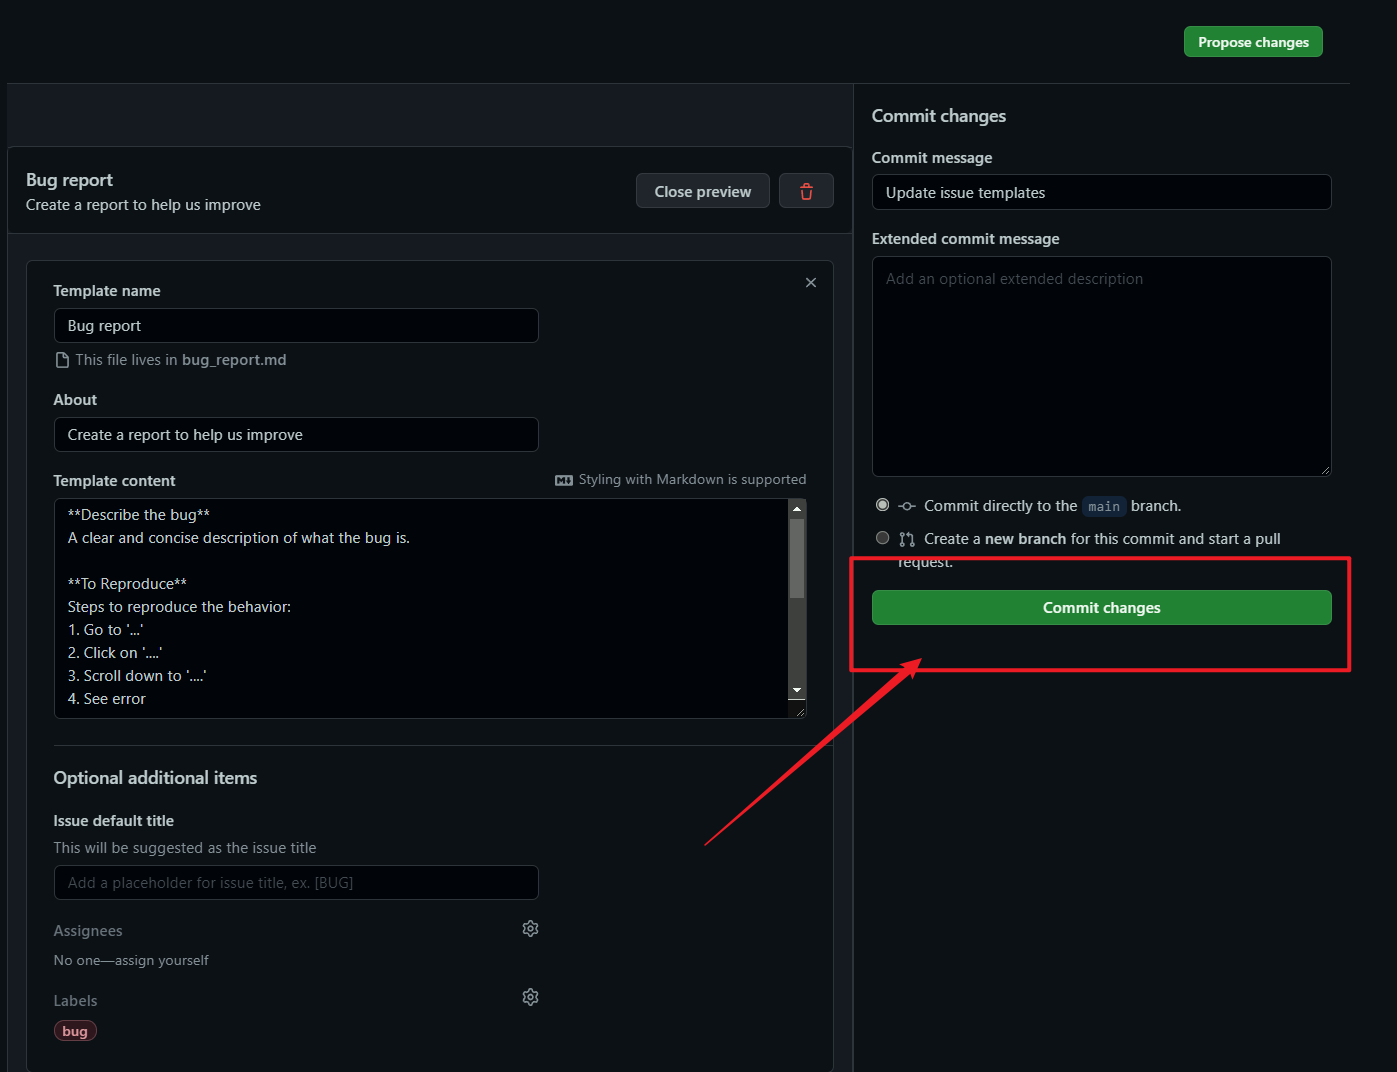 Propose changes
Bug report
Create a report to help us improve
Close preview
Template name
Bug report
This file lives in bug_report.md
About
Create a report to help us improve
Template content
Styling with Markdown is supported
**Describe the bug**
A clear and concise description of what the bug is.
**To Reproduce**
Steps to reproduce the behavior:
1. Go to '...'
2. Click on '....'
3. Scroll down to '....'
4. See error
Optional additional items
Issue default title
This will be suggested as the issue title
Add a placeholder for issue title, ex. [BUG]
Assignees
No one—assign yourself
Labels
bug
Commit changes
Commit message
Update issue templates
Extended commit message
Add an optional extended description
Commit directly to the main branch.
Create a new branch for this commit and start a pull
request.
Commit changes